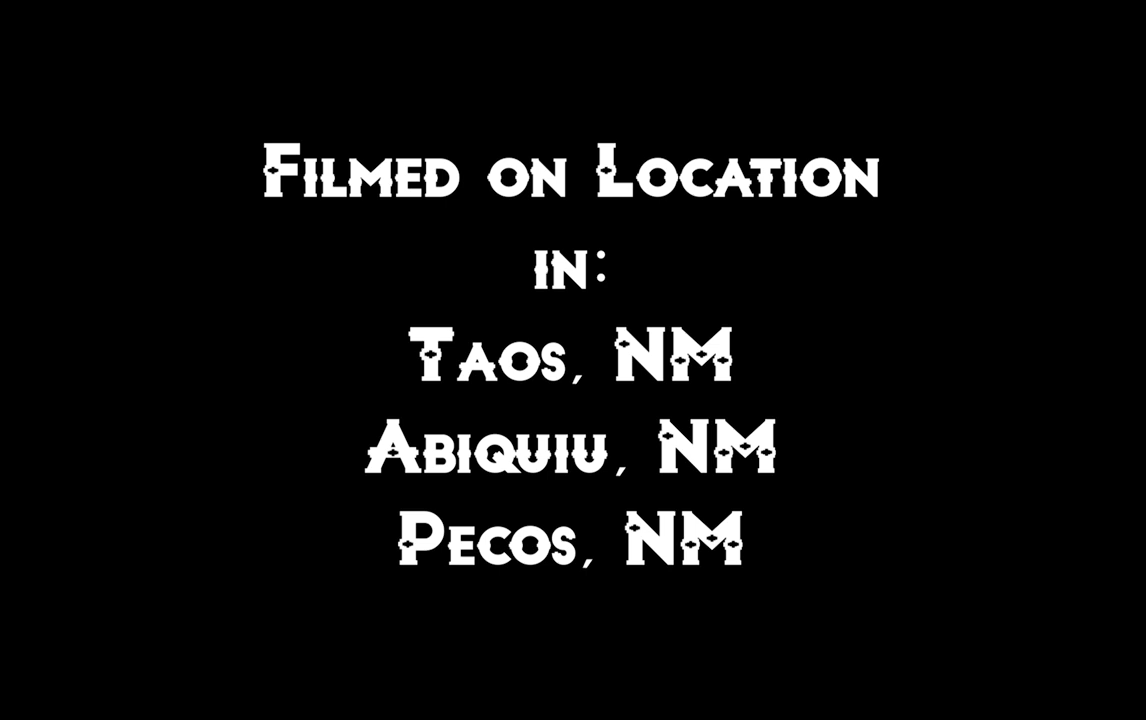 Filmed on Location
in:
Taos, NM
Abiquiu, NM
Pecos, NM